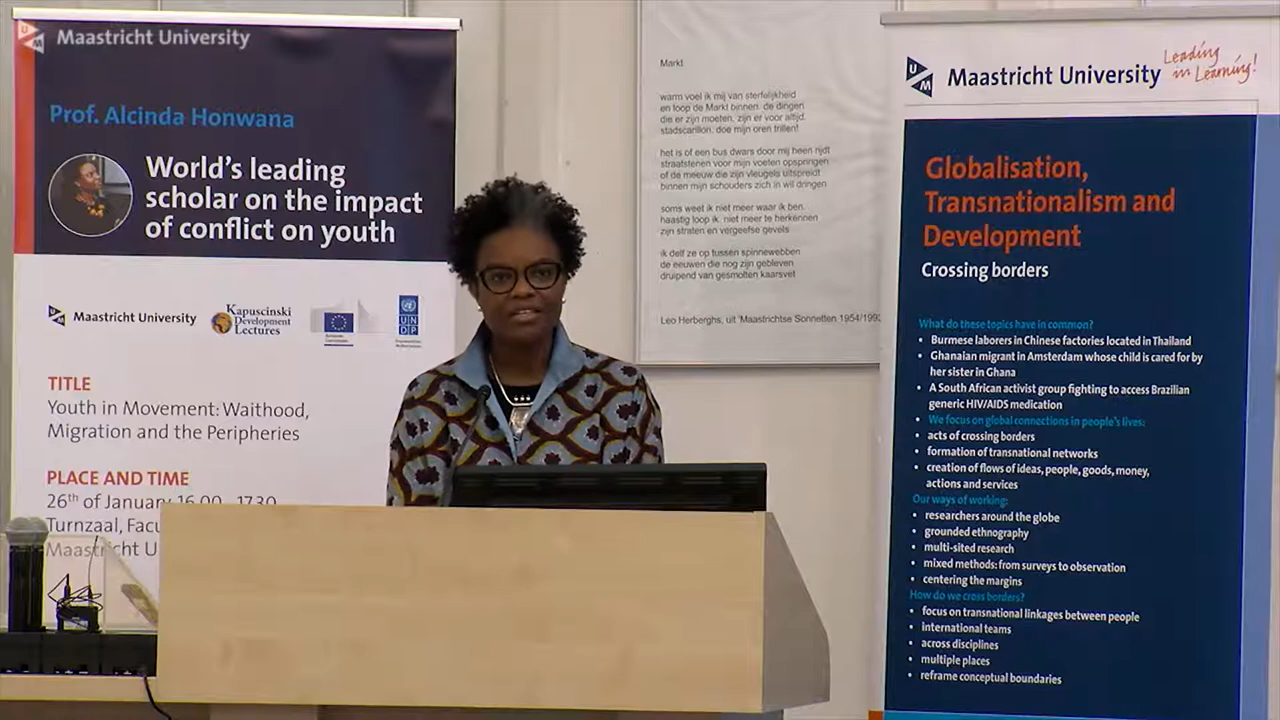 UM
Maastricht University
Prof. Alcinda Honwana
World's leading
scholar on the impact
of conflict on youth
Maastricht University
Kapuscinski
Development
Lectures
UN
DP
TITLE
Youth in Movement: Waithood,
Migration and the Peripheries
PLACE AND TIME
26th of January 16.00 - 17.30
Turnzaal,
Maastricht U
Markt
warm voel ik mij van sterfelijkheid
en loop de Markt binnen. de dingen
die er zijn moeten, zijn er voor altijd.
stadscarillon, doe mijn oren trillen!
het is of een bus dwars door mij heen rijdt
straatstenen voor mijn voeten opspringen
of de meeuw die zijn vleugels uitspreidt
binnen mijn schouders zich in wil dringen
soms weet ik niet meer waar ik ben.
haastig loop ik, niet meer te herkennen
zijn straten en vergeefse gevels
ik delf ze op tussen spinnewebben
de eeuwen die nog zijn gebleven
druipend van gesmolten kaarsvet
Leo Herberghs, uit 'Maastrichtse Sonnetten 1954/1993
UM
Maastricht University
Leading
in Learning!
Globalisation,
Transnationalism and
Development
Crossing borders
What do these topics have in common?
• Burmese laborers in Chinese factories located in Thailand
• Ghanaian migrant in Amsterdam whose child is cared for by
her sister in Ghana
• A South African activist group fighting to access Brazilian
generic HIV/AIDS medication
• We focus on global connections in people's lives:
• acts of crossing borders
• formation of transnational networks
• creation of flows of ideas, people, goods, money,
actions and services
Our ways of working:
• researchers around the globe
• grounded ethnography
• multi-sited research
• mixed methods: from surveys to observation
• centering the margins
How do we cross borders?
• focus on transnational linkages between people
• international teams
• across disciplines
• multiple places
• reframe conceptual boundaries